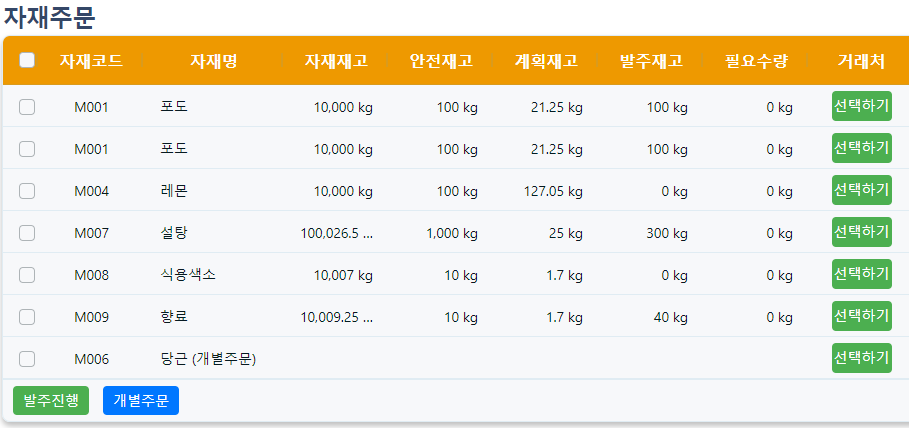 자재주문
자재코드 자재명 자재재고 안전재고 계획재고 발주재고 필요수량 거래처
M001 포도 10,000 kg 100 kg 21.25 kg 100 kg 0 kg 선택하기
M001 포도 10,000 kg 100 kg 21.25 kg 100 kg 0 kg 선택하기
M004 레몬 10,000 kg 100 kg 127.05 kg 0 kg 0 kg 선택하기
M007 설탕 100,026.5 ... 1,000 kg 25 kg 300 kg 0 kg 선택하기
M008 식용색소 10,007 kg 10 kg 1.7 kg 0 kg 0 kg 선택하기
M009 향료 10,009.25 ... 10 kg 1.7 kg 40 kg 0 kg 선택하기
M006 당근 (개별주문) 선택하기
발주진행 개별주문